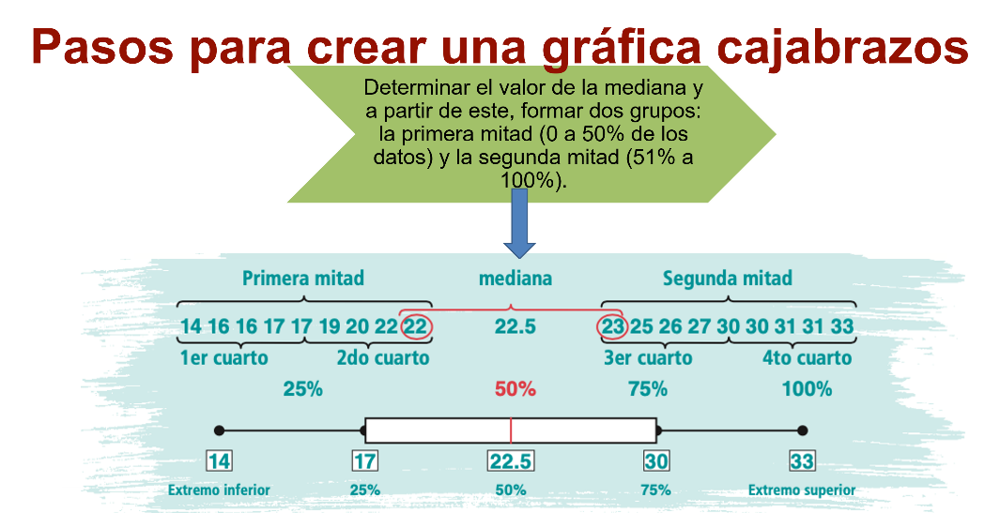 Pasos para crear una gráfica cajabrazos
Determinar el valor de la mediana y
a partir de este, formar dos grupos:
la primera mitad (0 a 50% de los
datos) y la segunda mitad (51% a
100%).
Primera mitad mediana Segunda mitad
14 16 16 17 17 19 20 22 22 22.5 23 25 26 27 30 30 31 31 33
1er cuarto 2do cuarto 3er cuarto 4to cuarto
25% 50% 75% 100%
14 17 22.5 30 33
Extremo inferior 25% 50% 75% Extremo superior